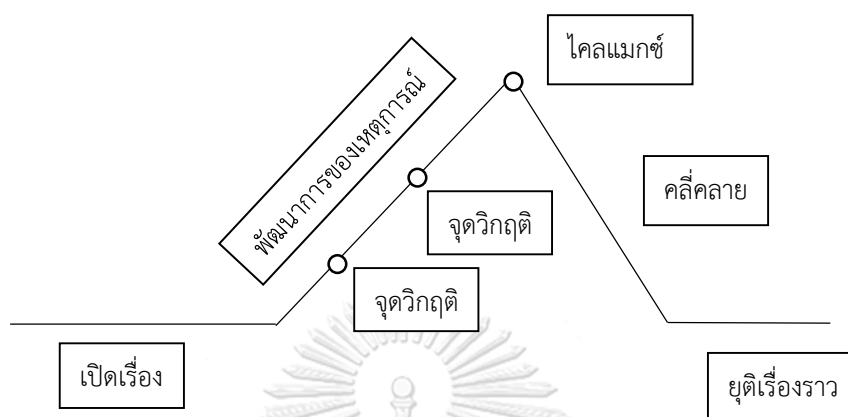 ไคลแมกซ์
พัฒนาการของเหตุการณ์
คลี่คลาย
จุดวิกฤติ
จุดวิกฤติ
เปิดเรื่อง
ยุติเรื่องราว